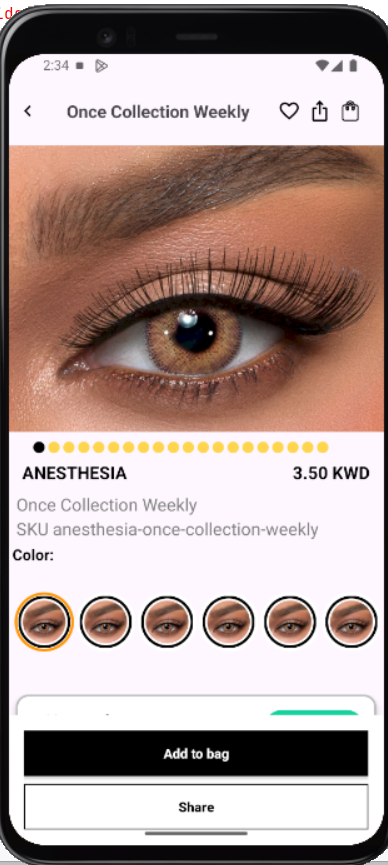 2:34
Once Collection Weekly
ANESTHESIA
3.50 KWD
Once Collection Weekly
SKU anesthesia-once-collection-weekly
Color:
Add to bag
Share